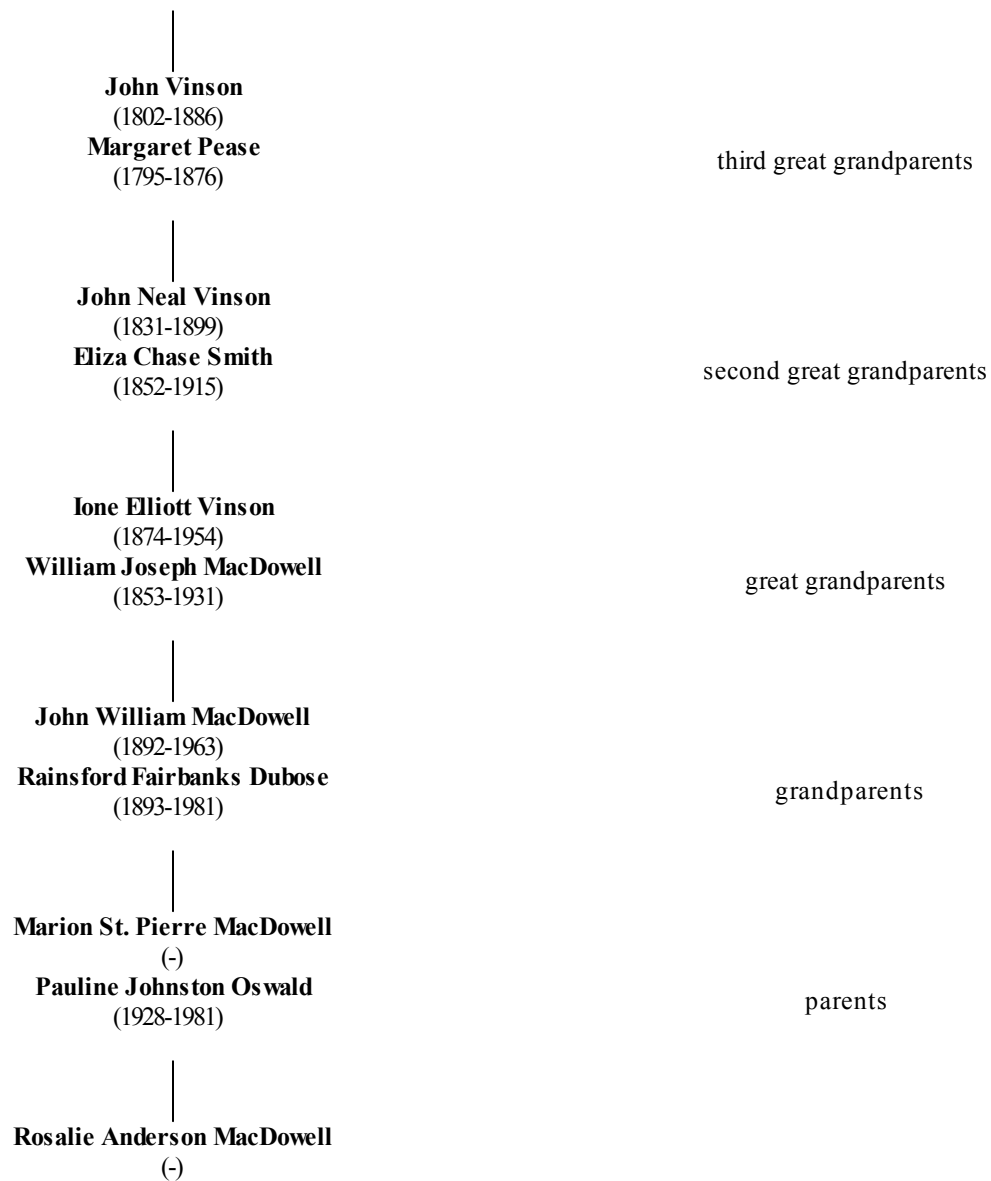 John Vinson
(1802-1886)
Margaret Pease
(1795-1876)
third great grandparents
John Neal Vinson
(1831-1899)
Eliza Chase Smith
(1852-1915)
second great grandparents
Ione Elliott Vinson
(1874-1954)
William Joseph MacDowell
(1853-1931)
great grandparents
John William MacDowell
(1892-1963)
Rainsford Fairbanks Dubose
(1893-1981)
grandparents
Marion St. Pierre MacDowell
(-)
Pauline Johnston Oswald
(1928-1981)
parents
Rosalie Anderson MacDowell
(-)